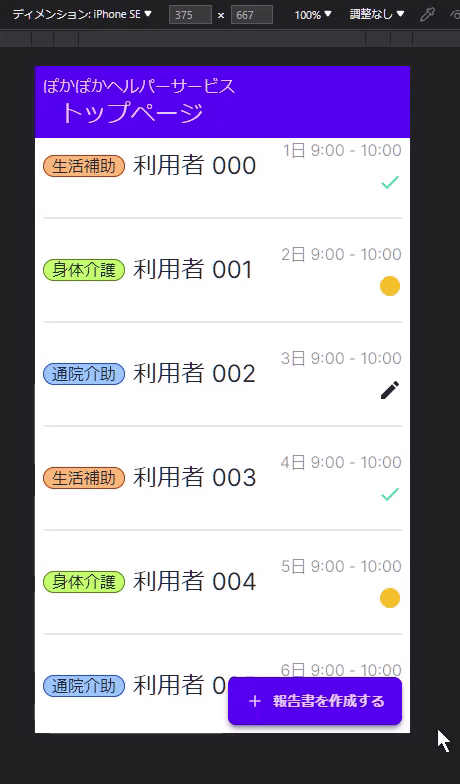 ディメンション: iPhone SE ▼ 375 × 667 100% ▼ 調整なし ▼
ぽかぽかヘルパーサービス
トップページ
1日 9:00 - 10:00
生活補助 利用者 000
2日 9:00 - 10:00
身体介護 利用者 001
3日 9:00 - 10:00
通院介助 利用者 002
4日 9:00 - 10:00
生活補助 利用者 003
5日 9:00 - 10:00
身体介護 利用者 004
6日 9:00 - 10:00
通院介助 利用者 0
+ 報告書を作成する